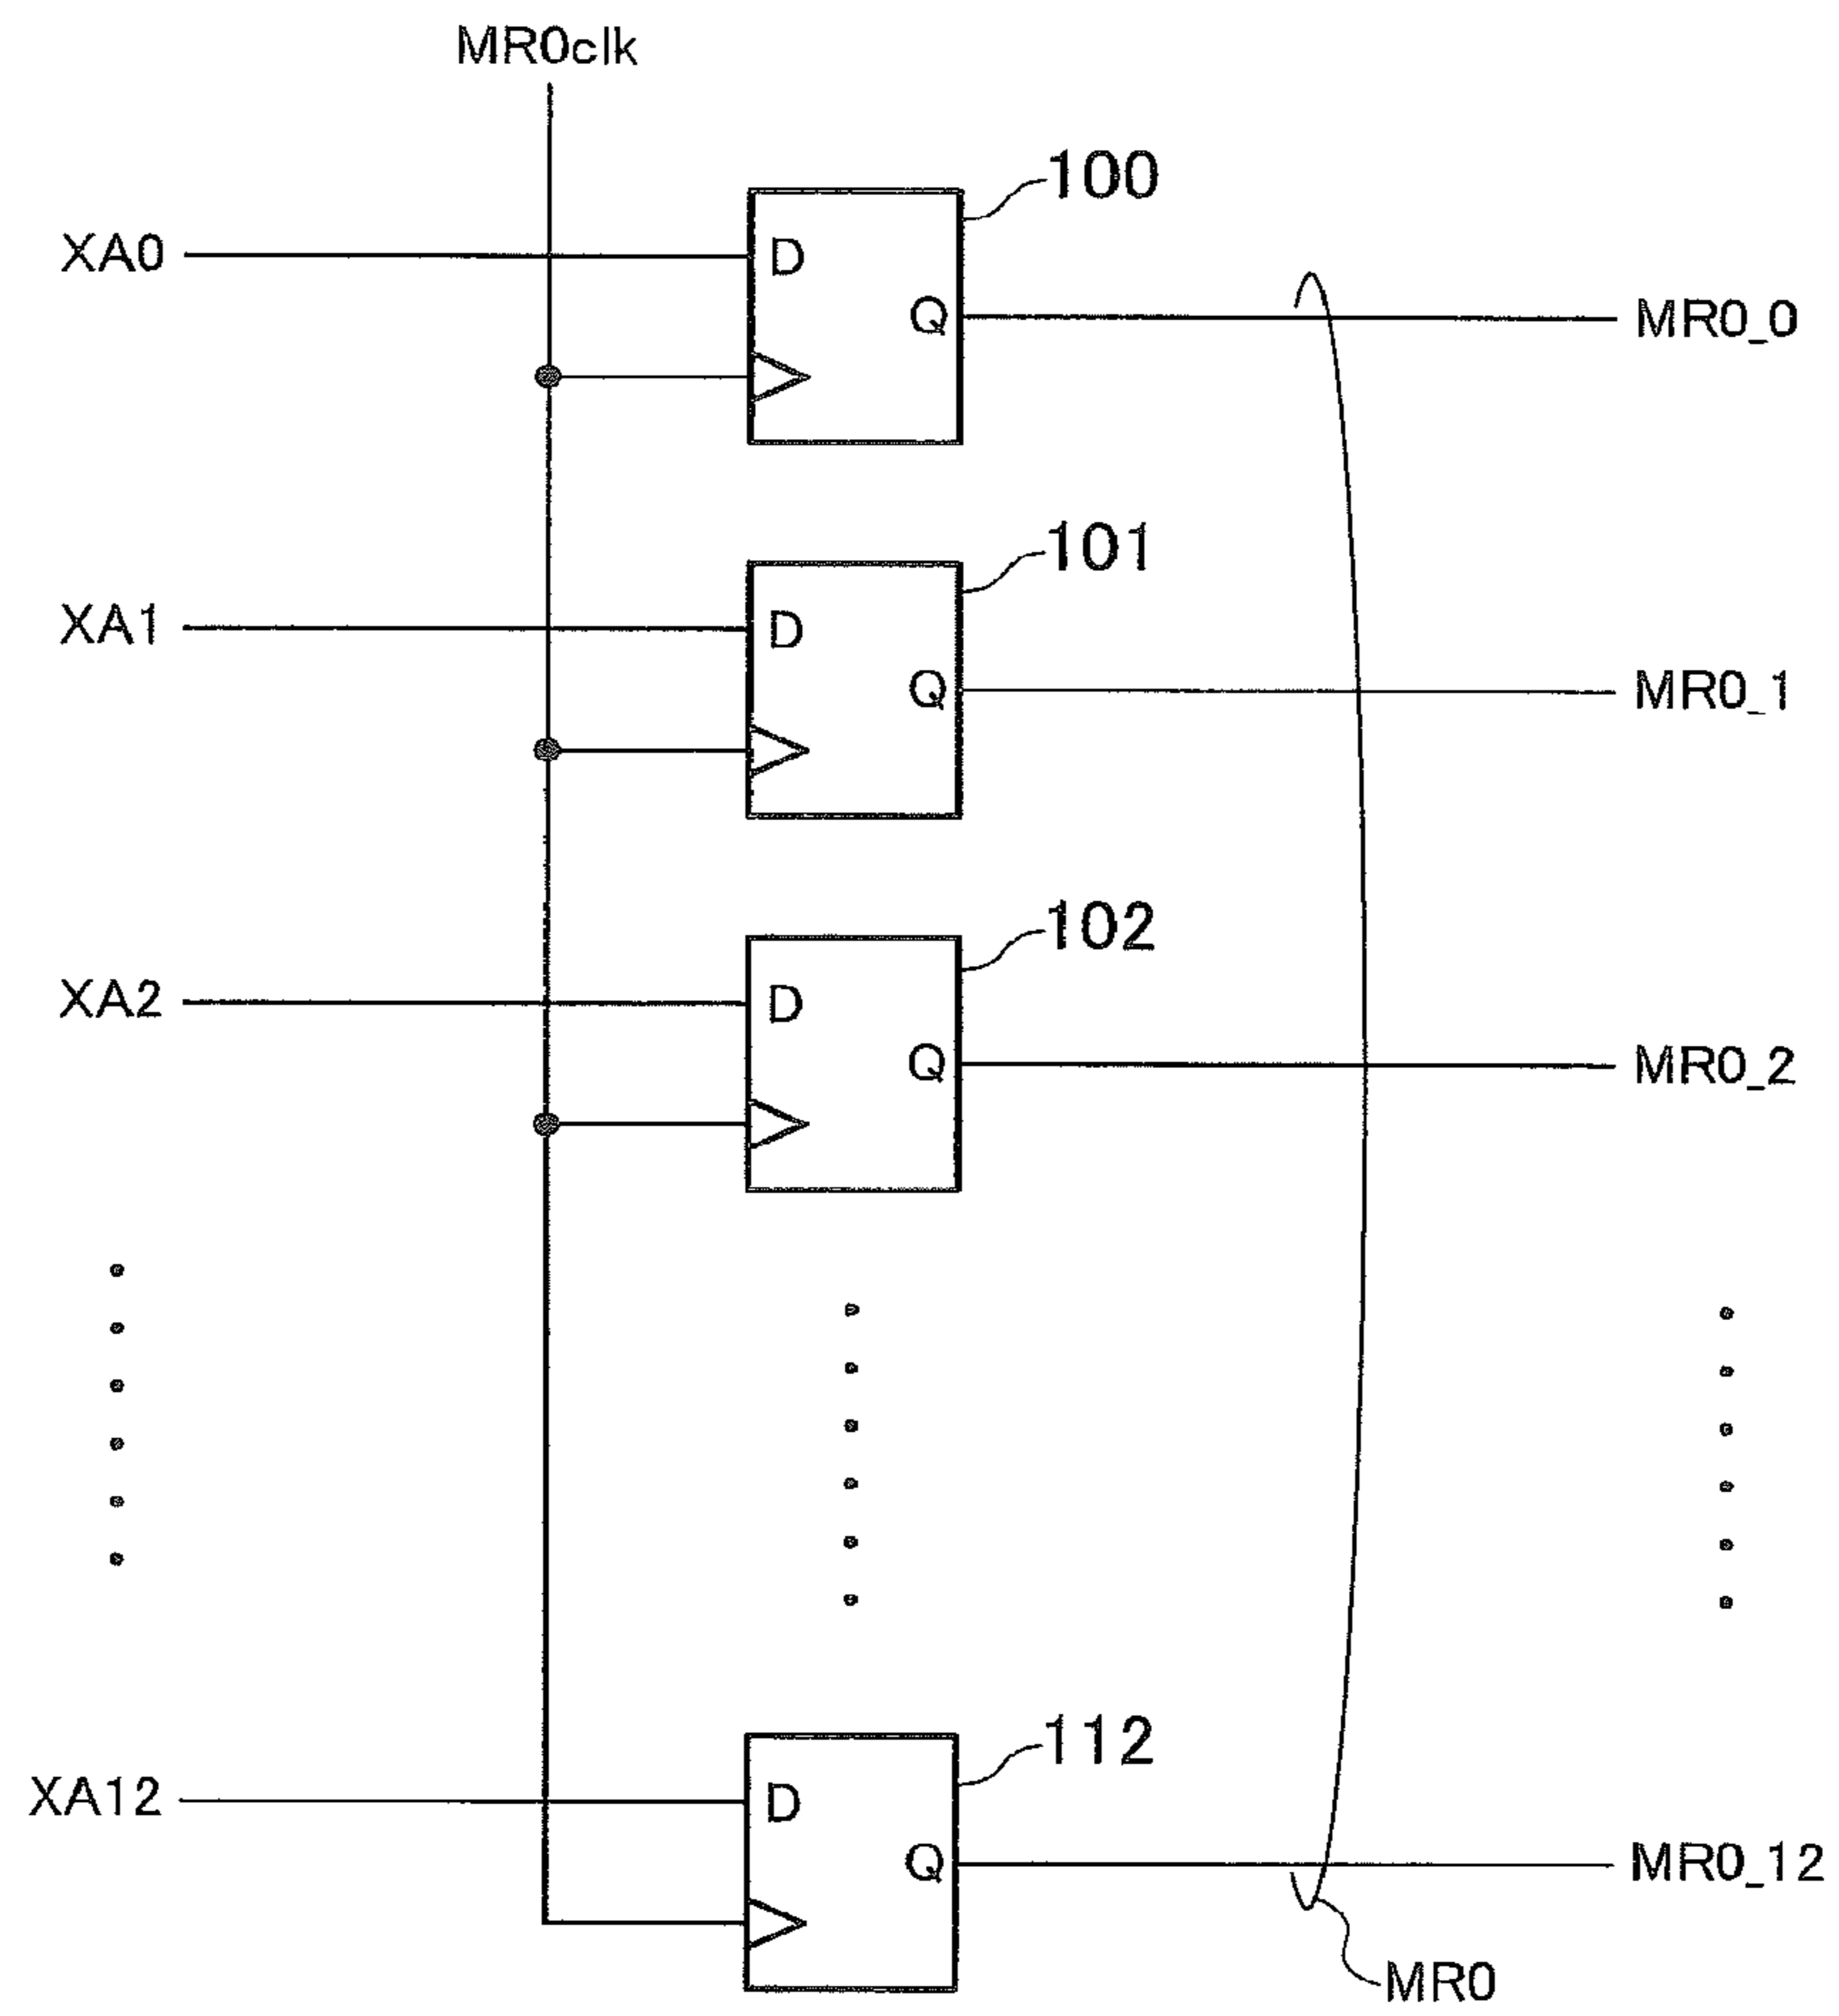 MR0clk
100
XA0
D
Q
MR0_0
101
XA1
D
Q
MR0_1
102
XA2
D
Q
MR0_2
112
XA12
D
Q
MR0_12
MR0